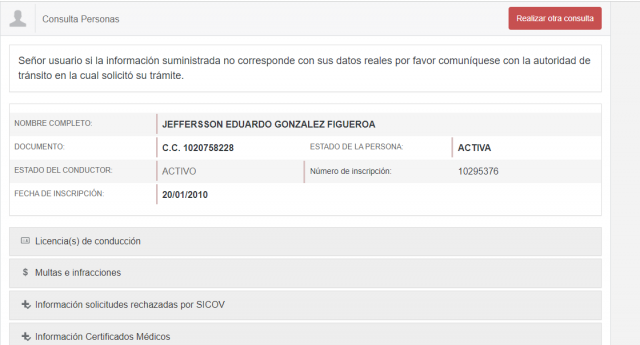 Consulta Personas
Realizar otra consulta
Señor usuario si la información suministrada no corresponde con sus datos reales por favor comuníquese con la autoridad de
tránsito en la cual solicitó su trámite.
NOMBRE COMPLETO: JEFFERSSON EDUARDO GONZALEZ FIGUEROA
DOCUMENTO: C.C. 1020758228 ESTADO DE LA PERSONA: ACTIVA
ESTADO DEL CONDUCTOR: ACTIVO Número de inscripción: 10295376
FECHA DE INSCRIPCIÓN: 20/01/2010
Licencia(s) de conducción
$ Multas e infracciones
Información solicitudes rechazadas por SICOV
Información Certificados Médicos